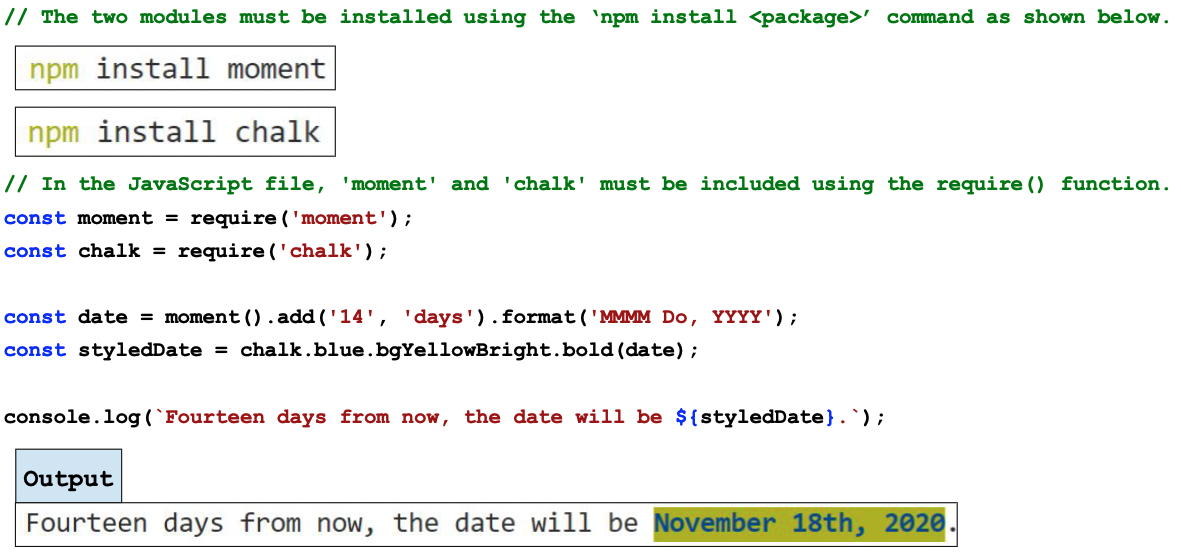 // The two modules must be installed using the ‘npm install <package>’ command as shown below.
npm install moment
npm install chalk
// In the JavaScript file, 'moment' and 'chalk' must be included using the require() function.
const moment = require('moment');
const chalk = require('chalk');
const date = moment().add('14', 'days').format('MMMM Do, YYYY');
const styledDate = chalk.blue.bgYellowBright.bold(date);
console.log(`Fourteen days from now, the date will be ${styledDate}.`);
Output
Fourteen days from now, the date will be November 18th, 2020.